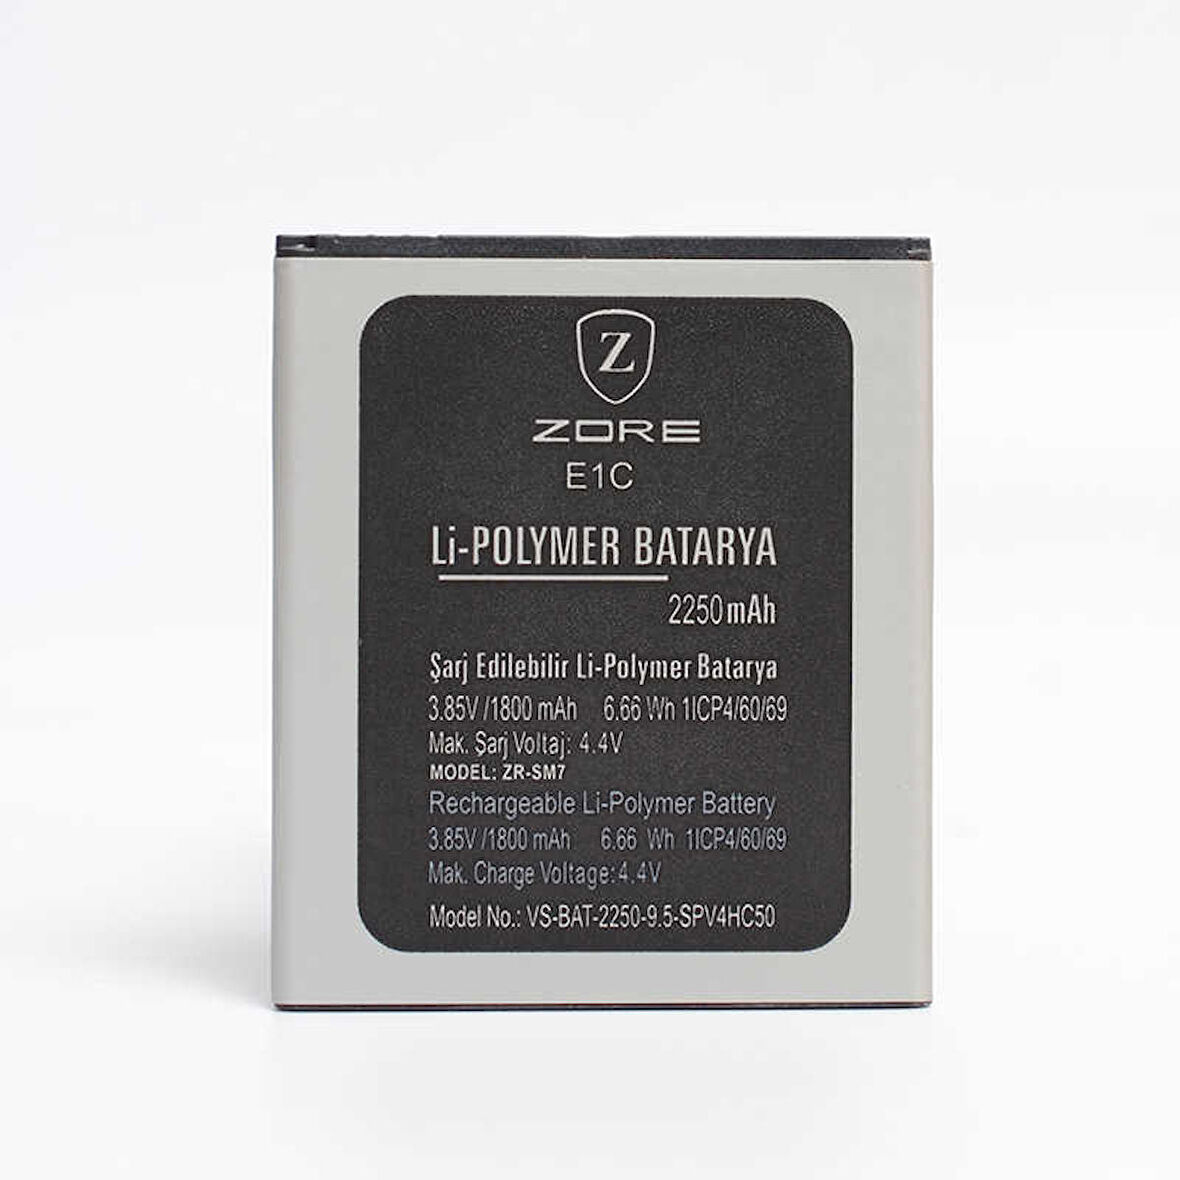 Z
ZORE
E1C
Li-POLYMER BATARYA
2250 mAh
Şarj Edilebilir Li-Polymer Batarya
3.85V /1800 mAh 6.66 Wh 1ICP4/60/69
Mak. Şarj Voltaj: 4.4V
MODEL: ZR-SM7
Rechargeable Li-Polymer Battery
3.85V /1800 mAh 6.66 Wh 1ICP4/60/69
Mak. Charge Voltage:4.4V
Model No.: VS-BAT-2250-9.5-SPV4HC50